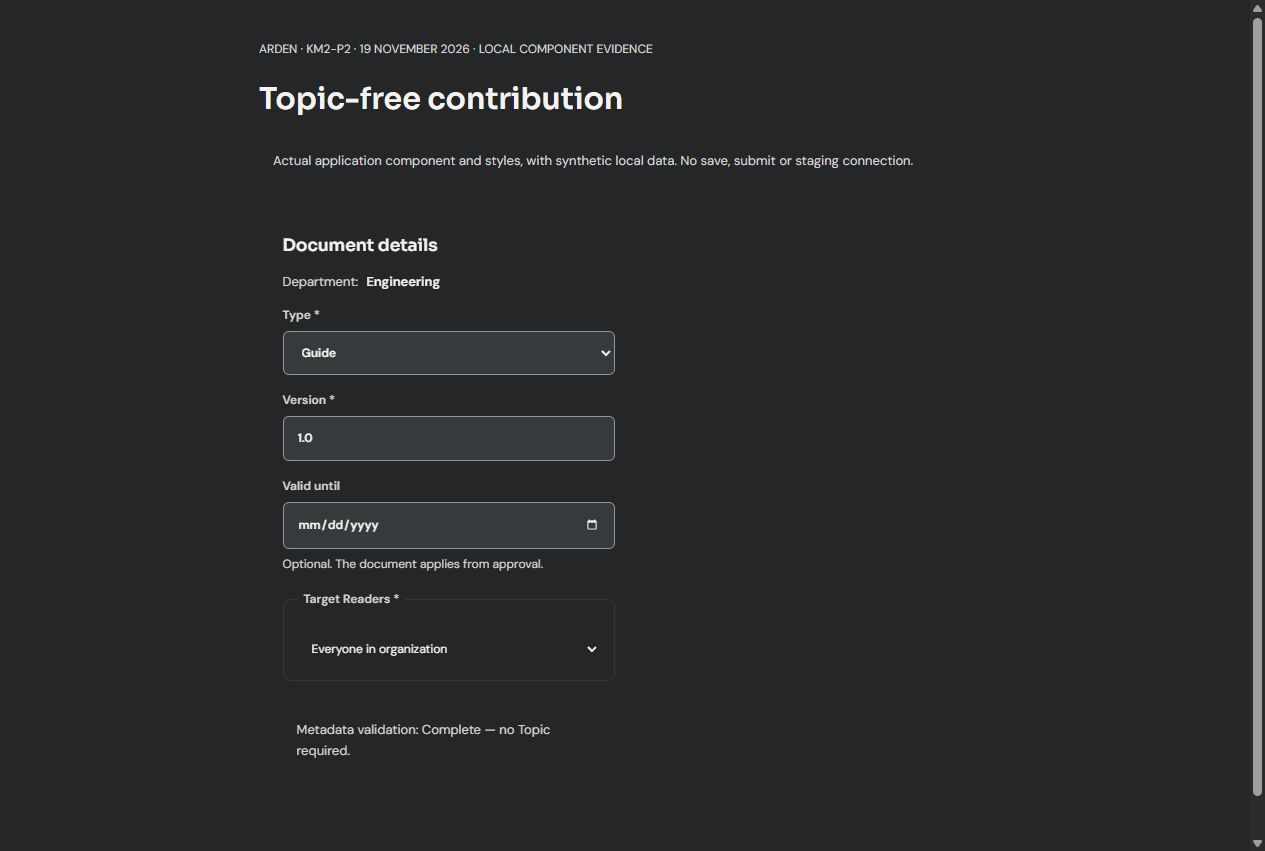 ARDEN · KM2-P2 · 19 NOVEMBER 2026 · LOCAL COMPONENT EVIDENCE
Topic-free contribution
Actual application component and styles, with synthetic local data. No save, submit or staging connection.
Document details
Department: Engineering
Type *
Guide
Version *
1.0
Valid until
mm/dd/yyyy
Optional. The document applies from approval.
Target Readers *
Everyone in organization
Metadata validation: Complete — no Topic
required.